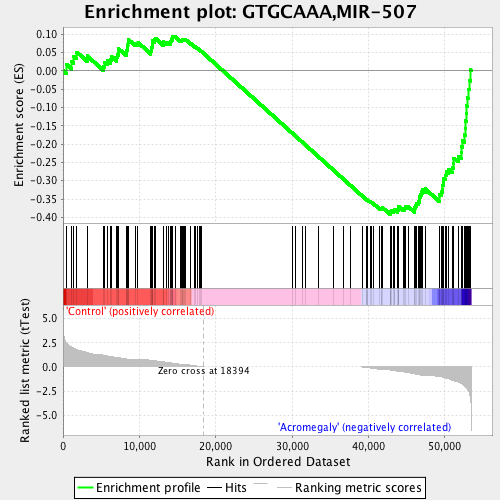 Enrichment plot: GTGCAAA,MIR-507
Enrichment score (ES)
0.10
0.05
0.00
-0.05
-0.10
-0.15
-0.20
-0.25
-0.30
-0.35
-0.40
'Control' (positively correlated)
Ranked list metric (tTest)
5.0
2.5
0.0
-2.5
-5.0
Zero cross at 18394
'Acromegaly' (negatively correlated)
0
10,000
20,000
30,000
40,000
50,000
Rank in Ordered Dataset
Enrichment profile
Hits
Ranking metric scores